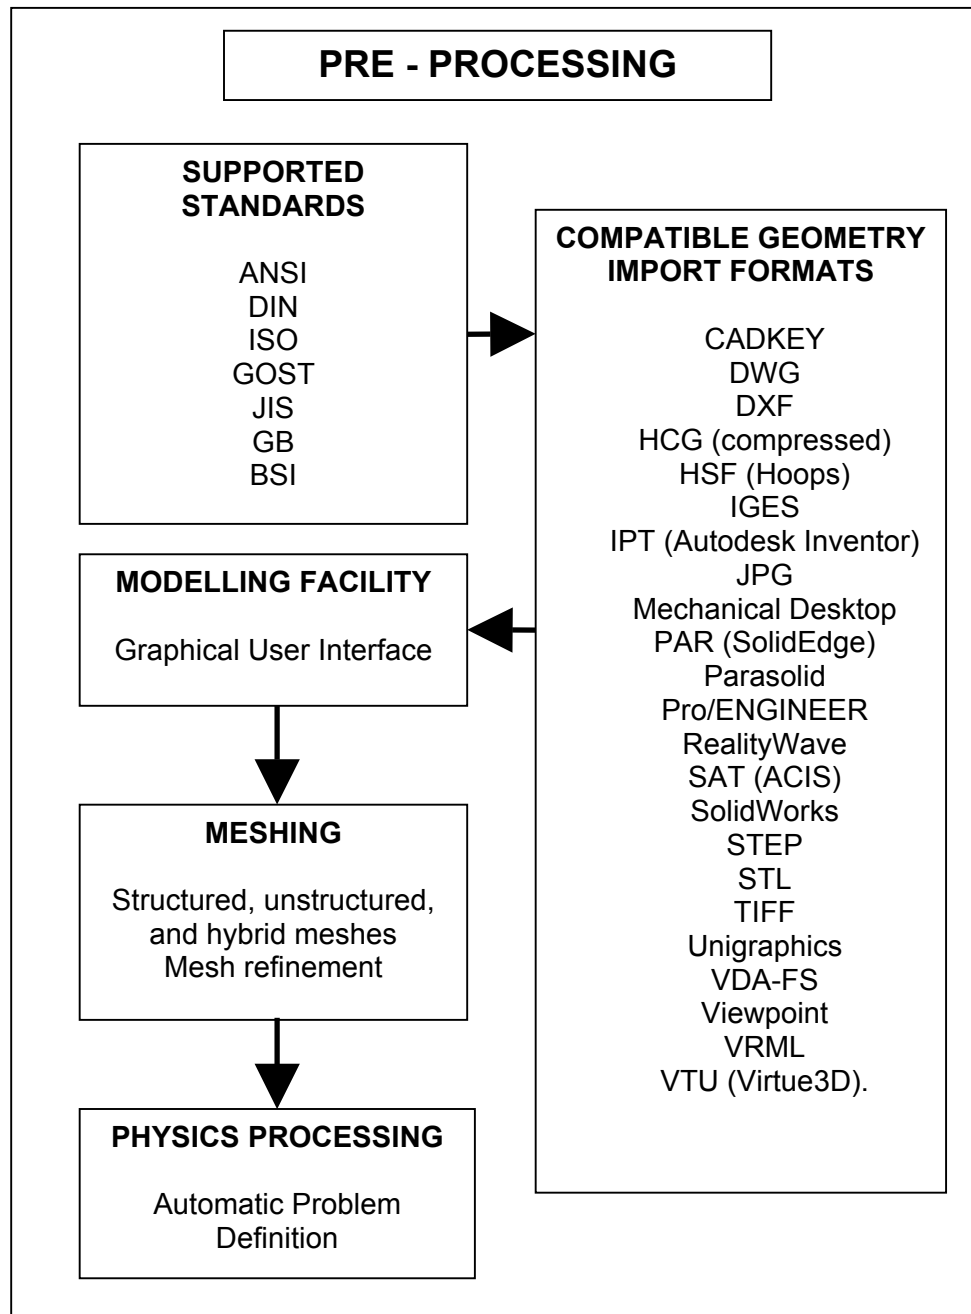 PRE - PROCESSING
SUPPORTED
STANDARDS
ANSI
DIN
ISO
GOST
JIS
GB
BSI
COMPATIBLE GEOMETRY
IMPORT FORMATS
CADKEY
DWG
DXF
HCG (compressed)
HSF (Hoops)
IGES
IPT (Autodesk Inventor)
JPG
Mechanical Desktop
PAR (SolidEdge)
Parasolid
Pro/ENGINEER
RealityWave
SAT (ACIS)
SolidWorks
STEP
STL
TIFF
Unigraphics
VDA-FS
Viewpoint
VRML
VTU (Virtue3D).
MODELLING FACILITY
Graphical User Interface
MESHING
Structured, unstructured,
and hybrid meshes
Mesh refinement
PHYSICS PROCESSING
Automatic Problem
Definition